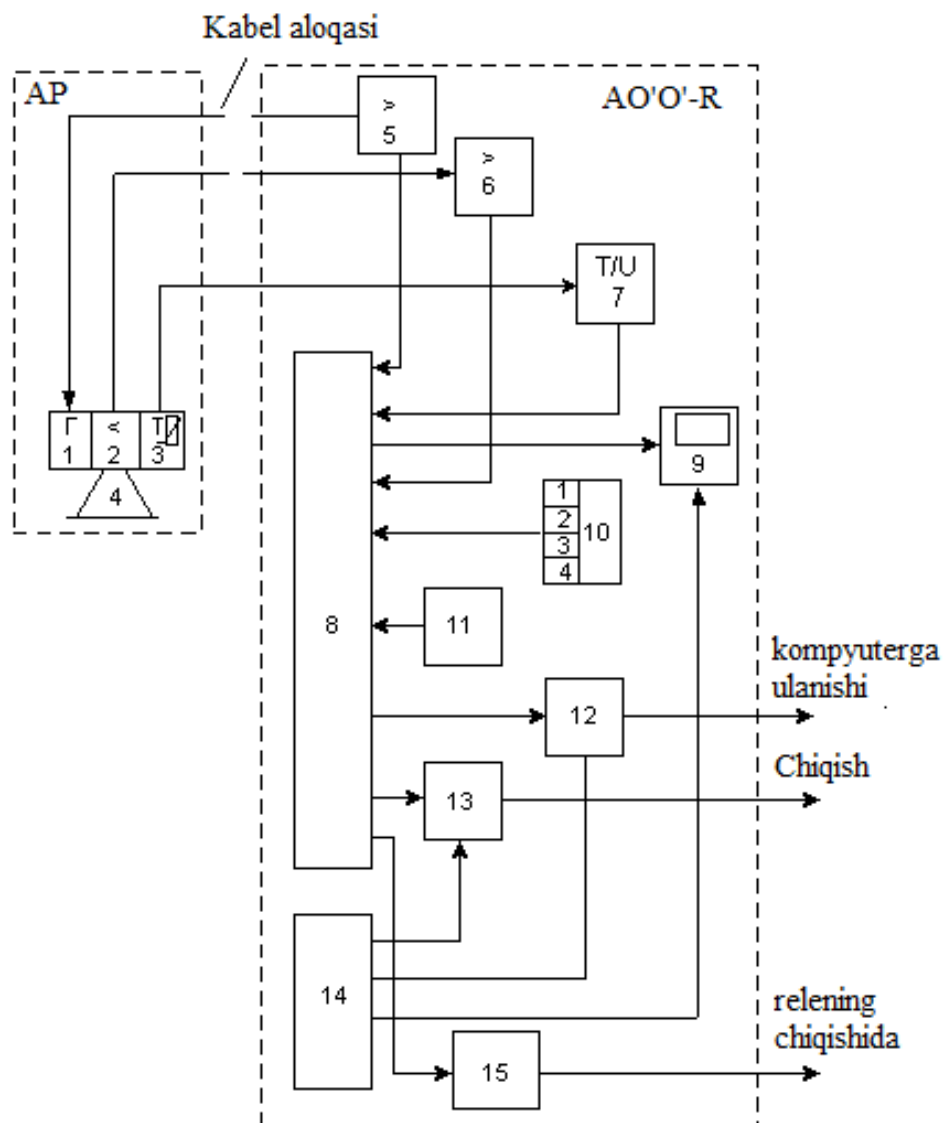 Kabel aloqasi
AP
AO'O'-R
>
5
>
6
T/U
7
Г
1
<
2
T
3
4
8
9
1
2
3
4
10
11
kompyuterga
ulanishi
12
Chiqish
13
14
relening
chiqishida
15